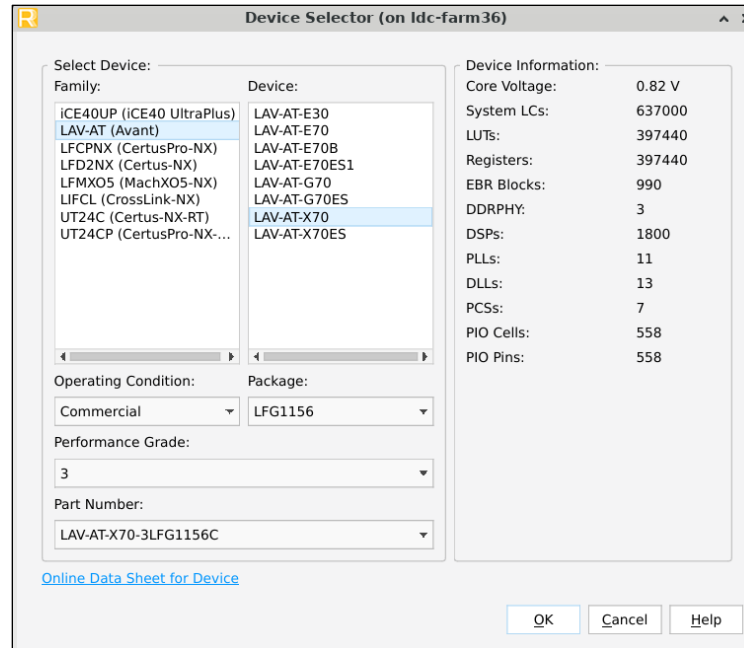 R
Device Selector (on ldc-farm36)
Select Device:
Family:
iCE40UP (iCE40 UltraPlus)
LAV-AT (Avant)
LFCPNX (CertusPro-NX)
LFD2NX (Certus-NX)
LFMXO5 (MachXO5-NX)
LIFCL (CrossLink-NX)
UT24C (Certus-NX-RT)
UT24CP (CertusPro-NX-...
Device:
LAV-AT-E30
LAV-AT-E70
LAV-AT-E70B
LAV-AT-E70ES1
LAV-AT-G70
LAV-AT-G70ES
LAV-AT-X70
LAV-AT-X70ES
Operating Condition:
Commercial
Package:
LFG1156
Performance Grade:
3
Part Number:
LAV-AT-X70-3LFG1156C
Device Information:
Core Voltage: 0.82 V
System LCs: 637000
LUTs: 397440
Registers: 397440
EBR Blocks: 990
DDRPHY: 3
DSPs: 1800
PLLs: 11
DLLs: 13
PCSs: 7
PIO Cells: 558
PIO Pins: 558
Online Data Sheet for Device
OK
Cancel
Help